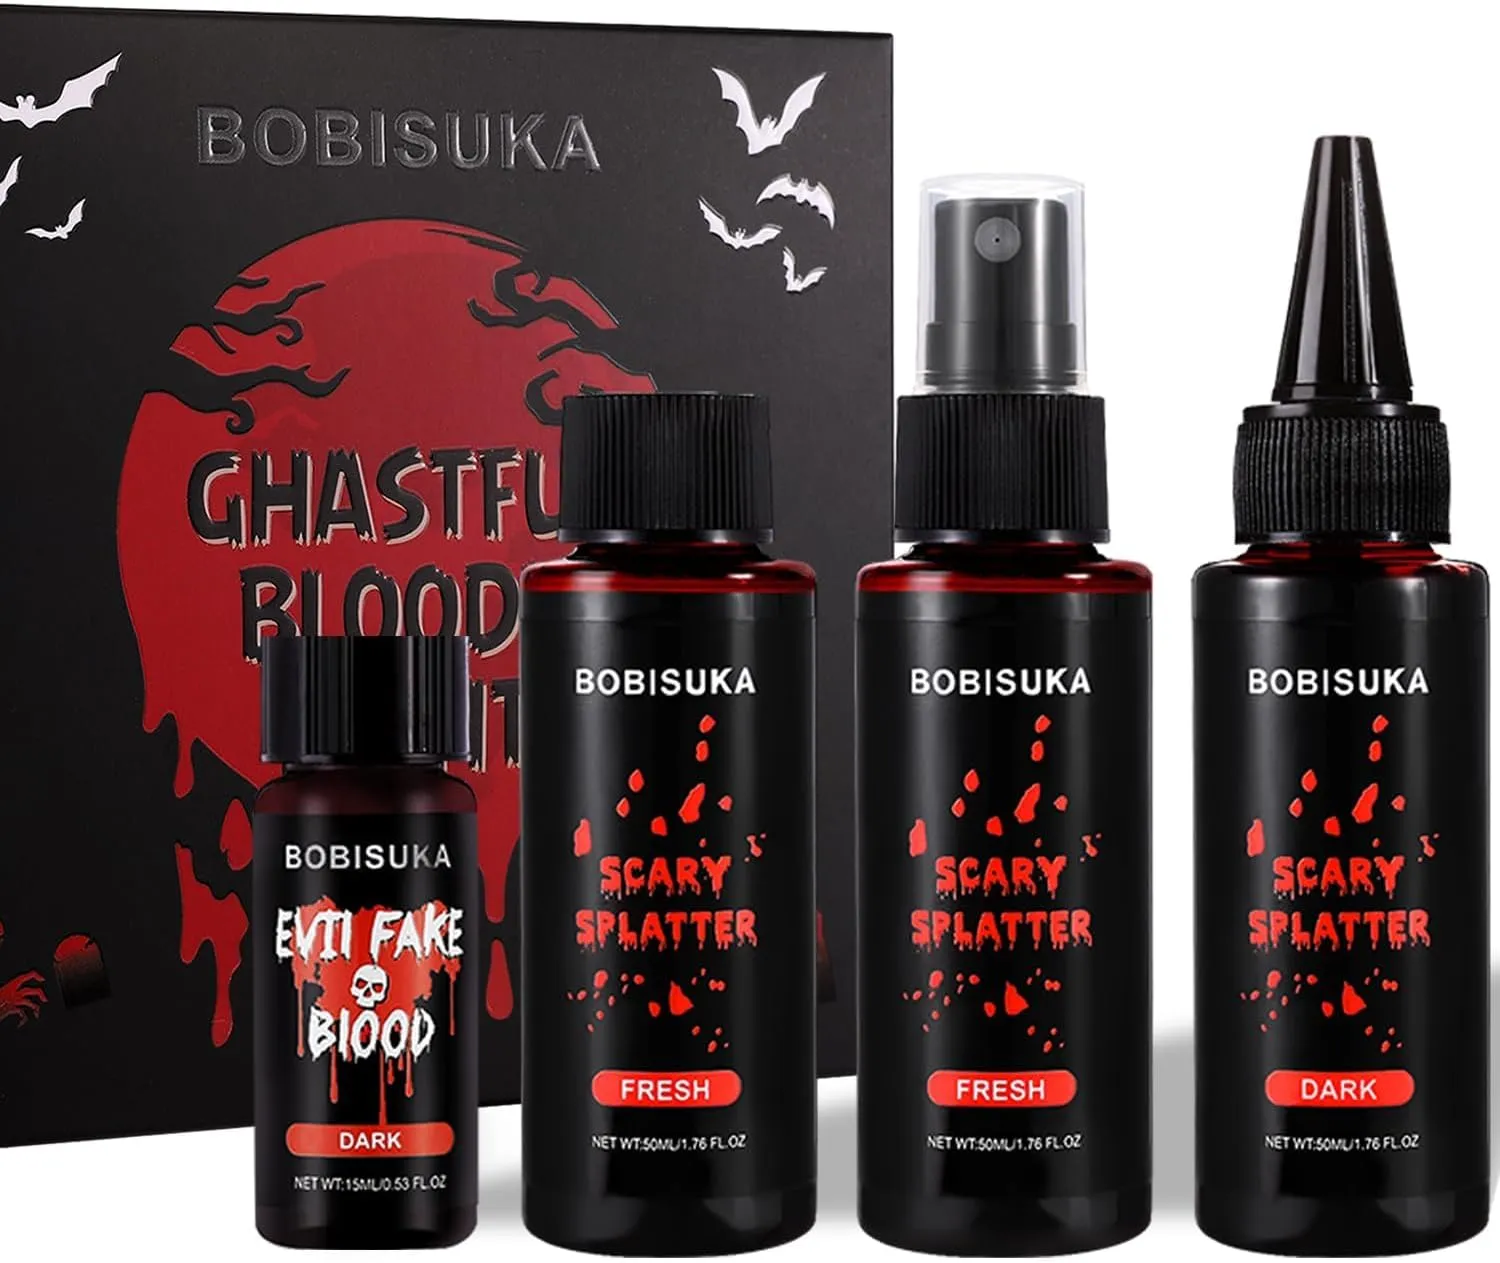 BOBISUKA
GHASTFU
BLOOD
BOBISUKA
EVIl FAKE
BlOOD
DARK
NET WT:15ML/0.53 FL.OZ
BOBISUKA
SCARY
SPLATTER
FRESH
NET WT:50ML/1.76 FL.OZ
BOBISUKA
SCARY
SPLATTER
FRESH
NET WT:50ML/1.76 FL.OZ
BOBISUKA
SCARY
SPLATTER
DARK
NET WT:50ML/1.76 FL.OZ